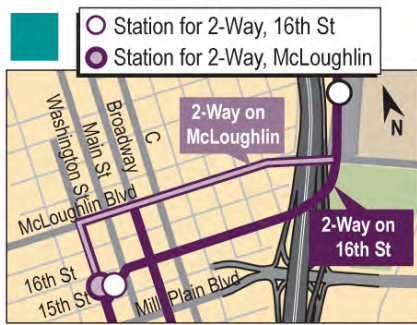 Station for 2-Way, 16th St
Station for 2-Way, McLoughlin
2-Way on
McLoughlin
N
Washington St
Main St
Broadway
C
McLoughlin Blvd
2-Way on
16th St
16th St
15th St
Mill Plain Blvd